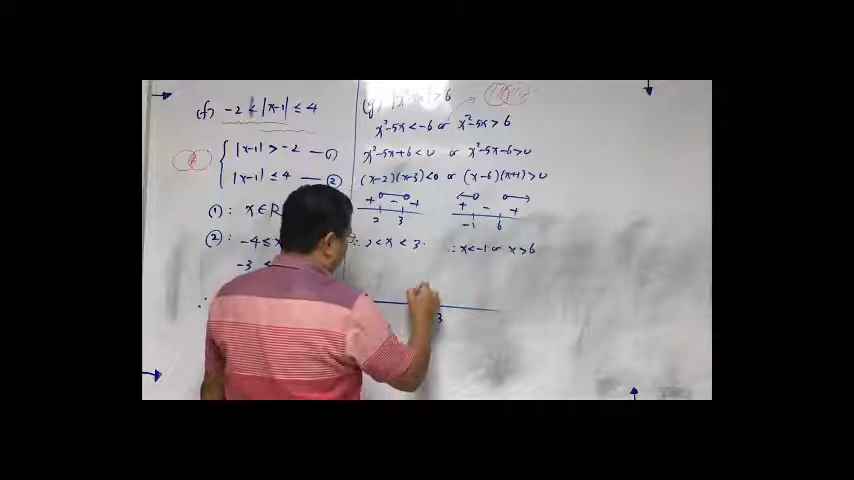 (f) -2 < |x-1| ≤ 4
|x-1| > -2 —①
|x-1| ≤ 4 —②
①: x∈R
②: -4 ≤ x
-3 ≤
∴
(g) |x²-5x| > 6
x²-5x < -6 or x²-5x > 6
x²-5x+6 < 0 or x²-5x-6 > 0
(x-2)(x-3) < 0 or (x-6)(x+1) > 0
+ - + + - +
2 3 -1 6
∴ 2 < x < 3. ∴ x < -1 or x > 6
3